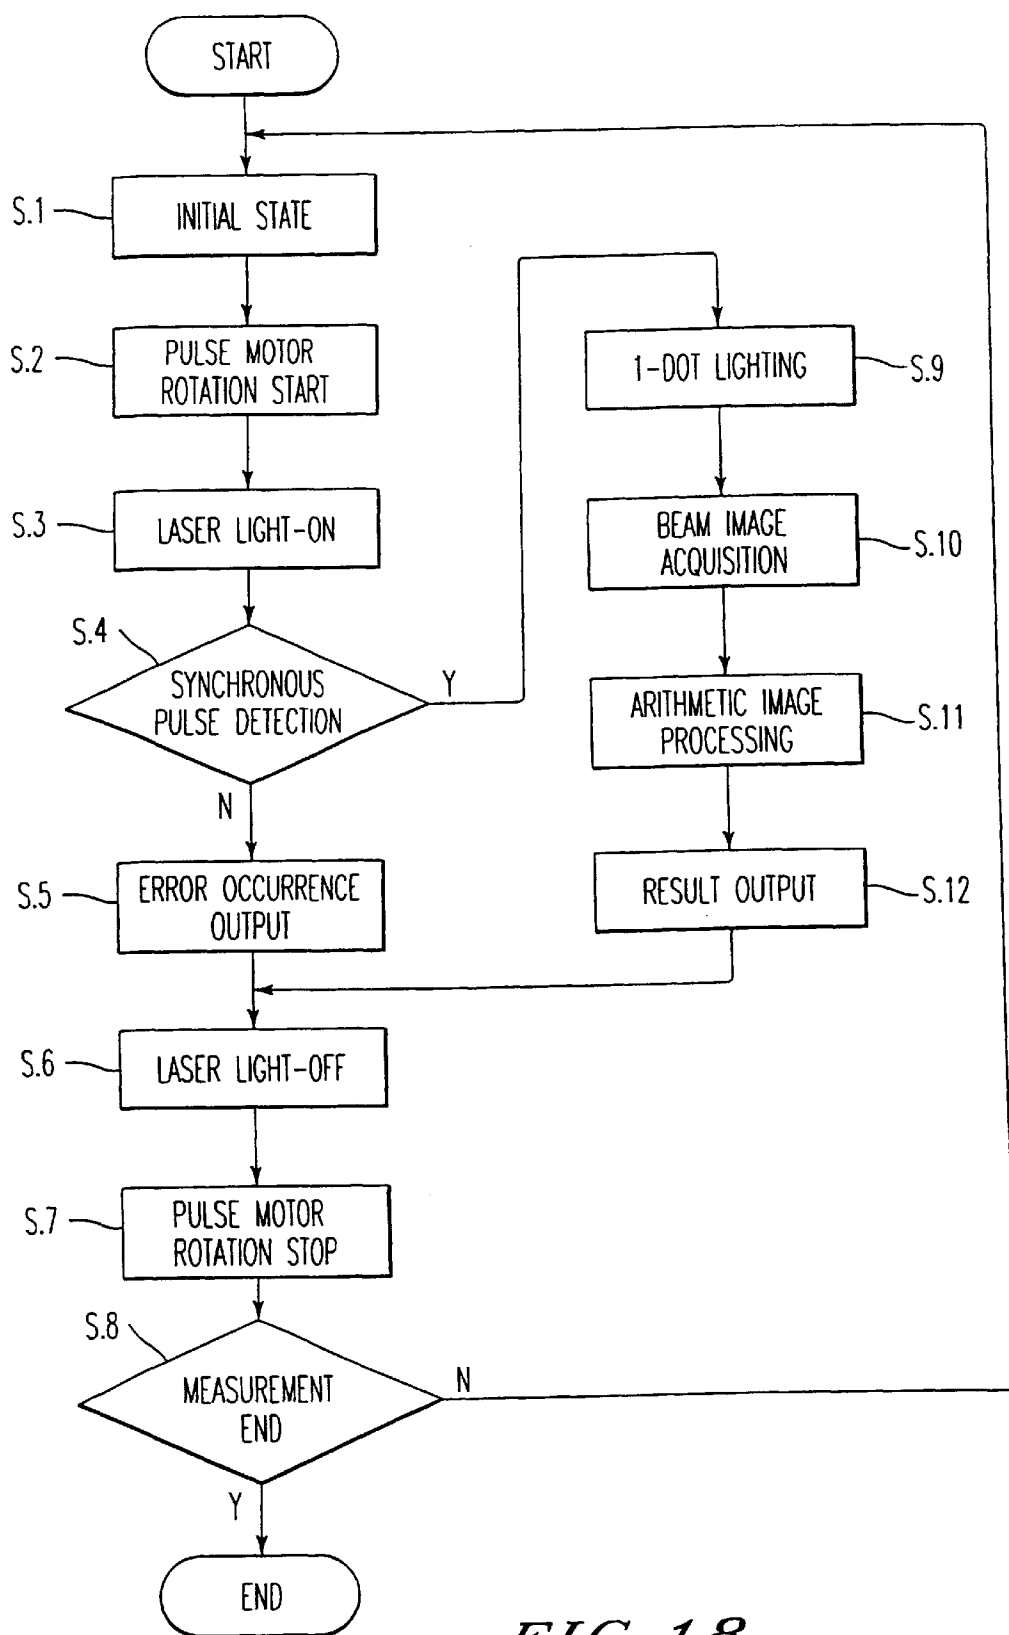 START
S.1
INITIAL STATE
S.2
PULSE MOTOR
ROTATION START
S.3
LASER LIGHT-ON
S.4
SYNCHRONOUS
PULSE DETECTION
Y
N
S.5
ERROR OCCURRENCE
OUTPUT
S.6
LASER LIGHT-OFF
S.7
PULSE MOTOR
ROTATION STOP
S.8
MEASUREMENT
END
N
Y
END
1-DOT LIGHTING
S.9
BEAM IMAGE
ACQUISITION
S.10
ARITHMETIC IMAGE
PROCESSING
S.11
RESULT OUTPUT
S.12
FIG. 18